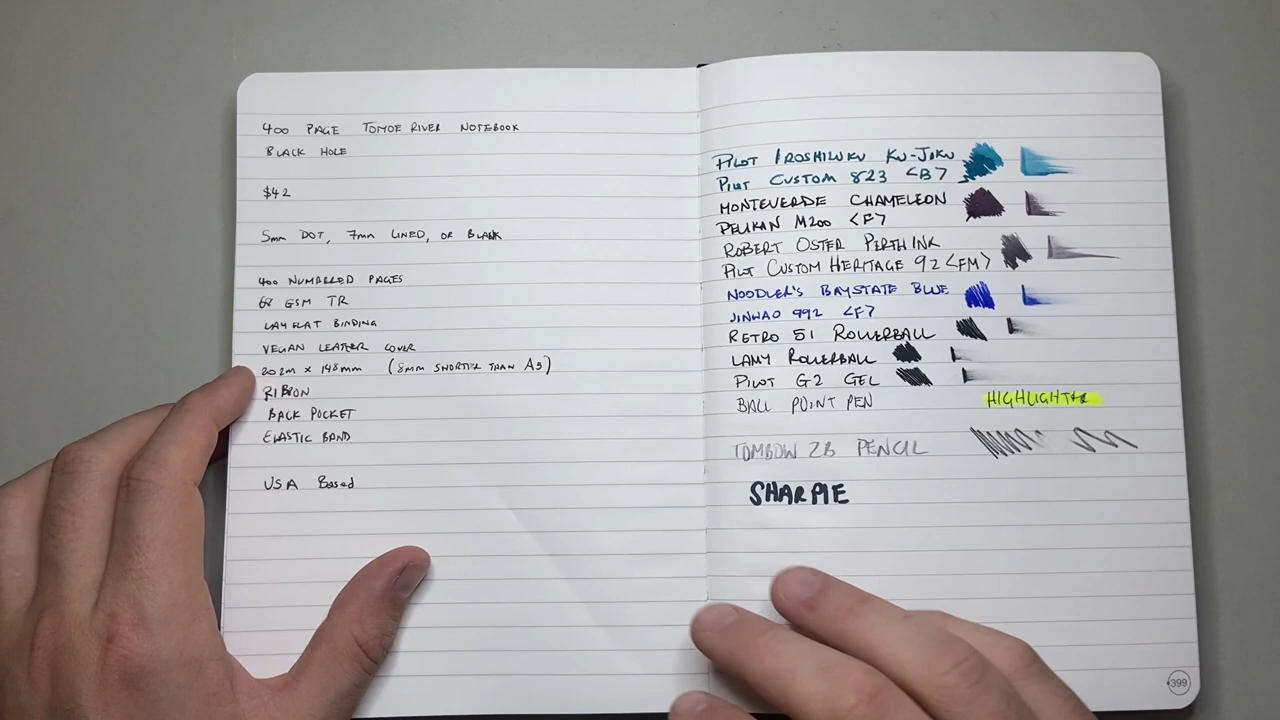 400 PAGE TOMOE RIVER NOTEBOOK
BLACK HOLE
$42
5mm DOT, 7mm LINED, OR BLANK
400 NUMBERED PAGES
68 GSM TR
LAY FLAT BINDING
VEGAN LEATHER COVER
202m x 148mm (8mm SHORTER THAN A5)
RIBBON
BACK POCKET
ELASTIC BAND
USA Based
PILOT IROSHIZUKU KU-JAKU
PILOT CUSTOM 823 <B>
MONTEVERDE CHAMELEON
PELIKAN M200 <F>
ROBERT OSTER PERTH INK
PILOT CUSTOM HERITAGE 92 <FM>
NOODLER'S BAYSTATE BLUE
JINHAO 992 <F>
RETRO 51 ROLLERBALL
LAMY ROLLERBALL
PILOT G2 GEL
BALL POINT PEN HIGHLIGHTER
TOMBOW 2B PENCIL
SHARPIE
399